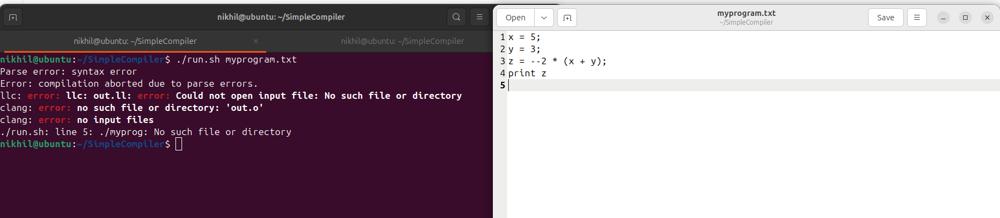 nikhil@ubuntu: ~/SimpleCompiler
nikhil@ubuntu: ~/SimpleCompiler
nikhil@ubuntu: ~/SimpleCompiler
nikhil@ubuntu:~/SimpleCompiler$ ./run.sh myprogram.txt
Parse error: syntax error
Error: compilation aborted due to parse errors.
llc: error: llc: out.ll: error: Could not open input file: No such file or directory
clang: error: no such file or directory: 'out.o'
clang: error: no input files
./run.sh: line 5: ./myprog: No such file or directory
nikhil@ubuntu:~/SimpleCompiler$
Open
myprogram.txt
~/SimpleCompiler
Save
1 x = 5;
2 y = 3;
3 z = --2 * (x + y);
4 print z
5